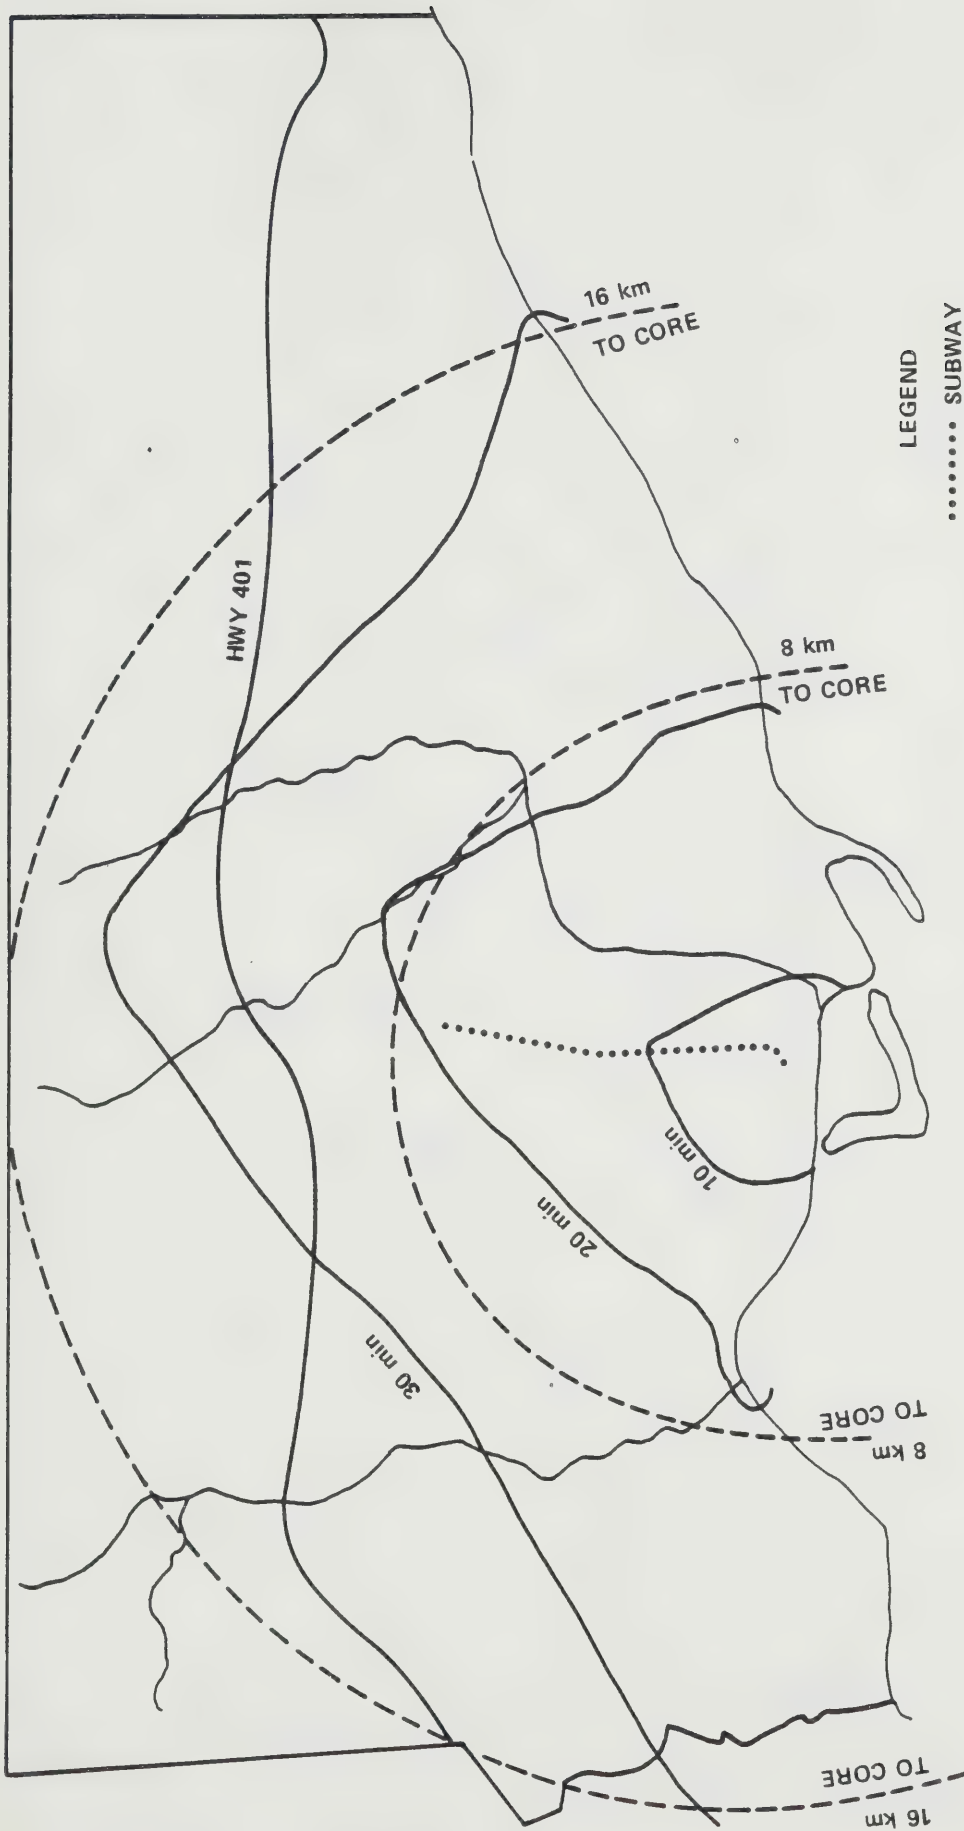 HWY 401
16 km
TO CORE
8 km
TO CORE
10 min
20 min
30 min
8 km
TO CORE
16 km
TO CORE
LEGEND
........ SUBWAY